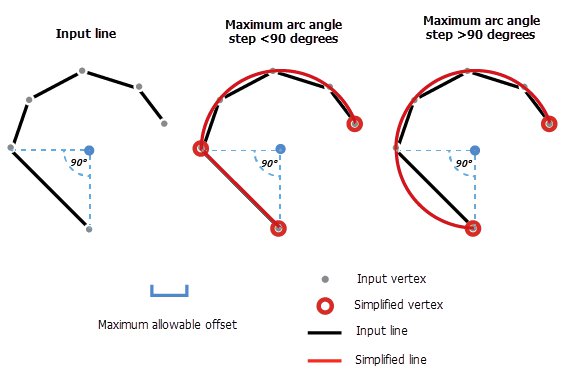 Input line
Maximum arc angle
step <90 degrees
Maximum arc angle
step >90 degrees
90°
90°
90°
Input vertex
Simplified vertex
Maximum allowable offset
Input line
Simplified line